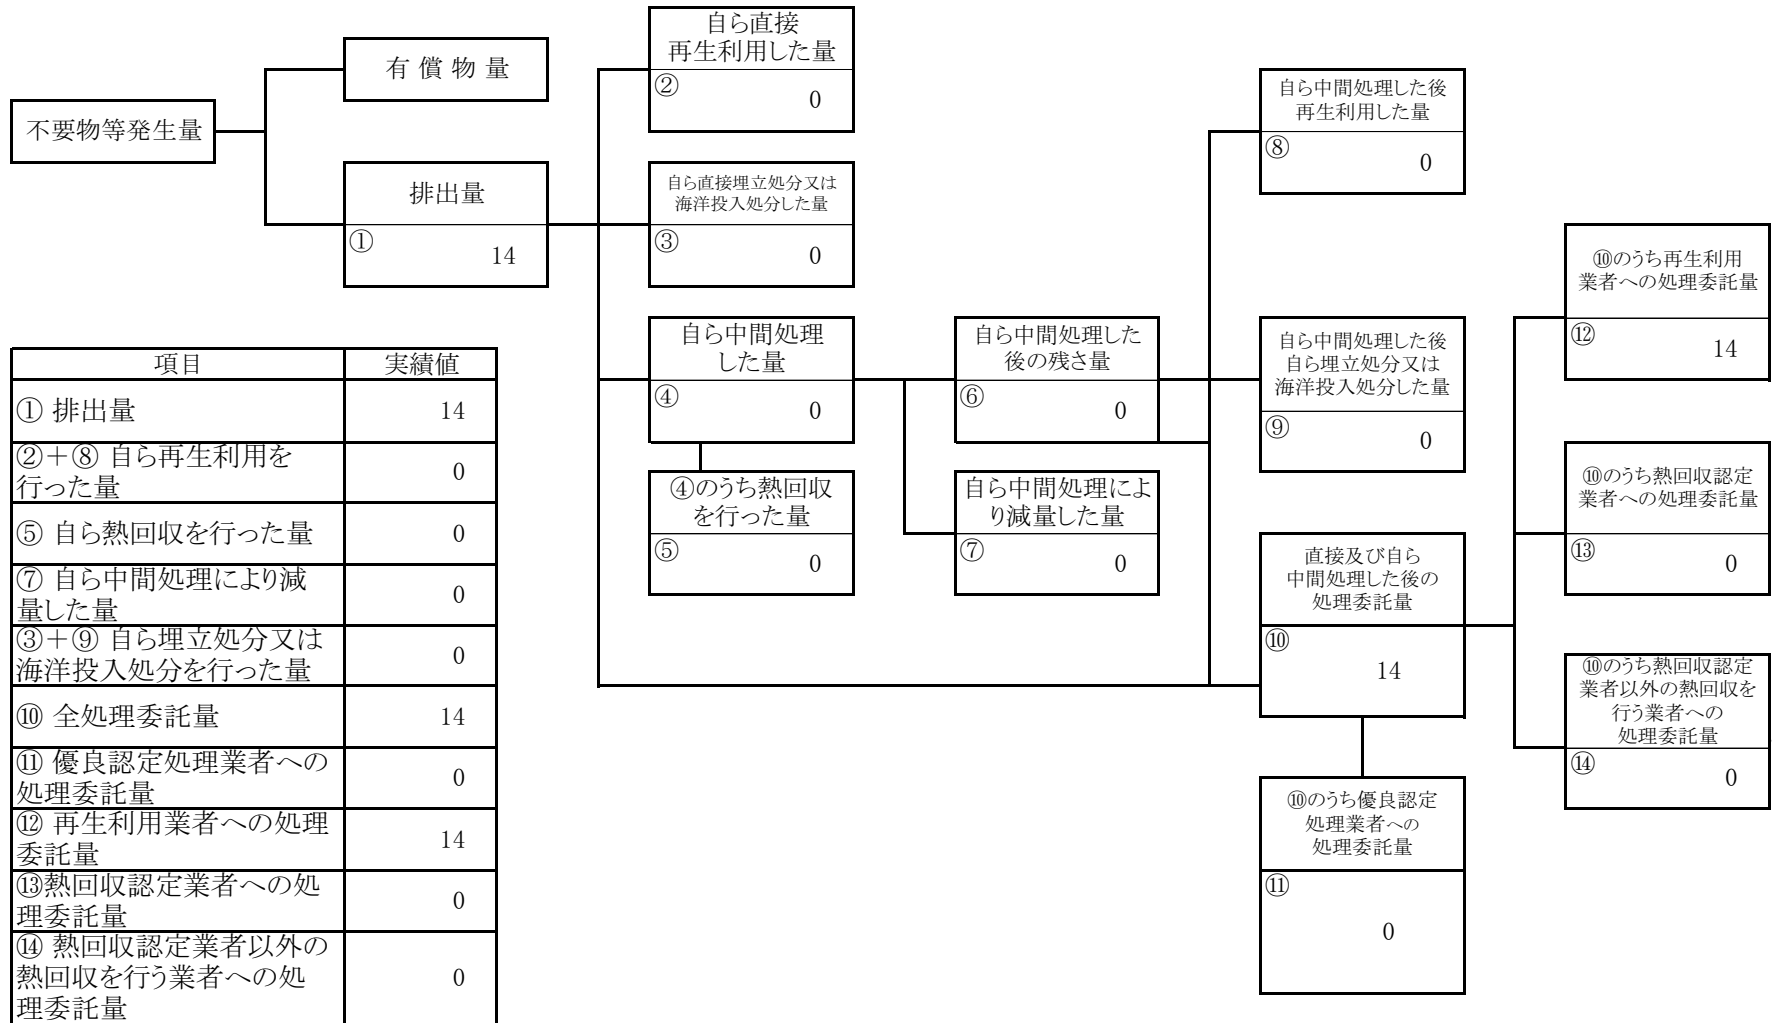 不要物等発生量
有 償 物 量
排出量
①
14
自ら直接
再生利用した量
②
0
自ら直接埋立処分又は
海洋投入処分した量
③
0
自ら中間処理
した量
④
0
④のうち熱回収
を行った量
⑤
0
自ら中間処理した
後の残さ量
⑥
0
自ら中間処理によ
り減量した量
⑦
0
自ら中間処理した後
再生利用した量
⑧
0
自ら中間処理した後
自ら埋立処分又は
海洋投入処分した量
⑨
0
直接及び自ら
中間処理した後の
処理委託量
⑩
14
⑩のうち優良認定
処理業者への
処理委託量
⑪
0
⑩のうち再生利用
業者への処理委託量
⑫
14
⑩のうち熱回収認定
業者への処理委託量
⑬
0
⑩のうち熱回収認定
業者以外の熱回収を
行う業者への
処理委託量
⑭
0
項目 実績値
① 排出量 14
②＋⑧ 自ら再生利用を
行った量 0
⑤ 自ら熱回収を行った量 0
⑦ 自ら中間処理により減
量した量 0
③＋⑨ 自ら埋立処分又は
海洋投入処分を行った量 0
⑩ 全処理委託量 14
⑪ 優良認定処理業者への
処理委託量 0
⑫ 再生利用業者への処理
委託量 14
⑬熱回収認定業者への処
理委託量 0
⑭ 熱回収認定業者以外の
熱回収を行う業者への処
理委託量 0